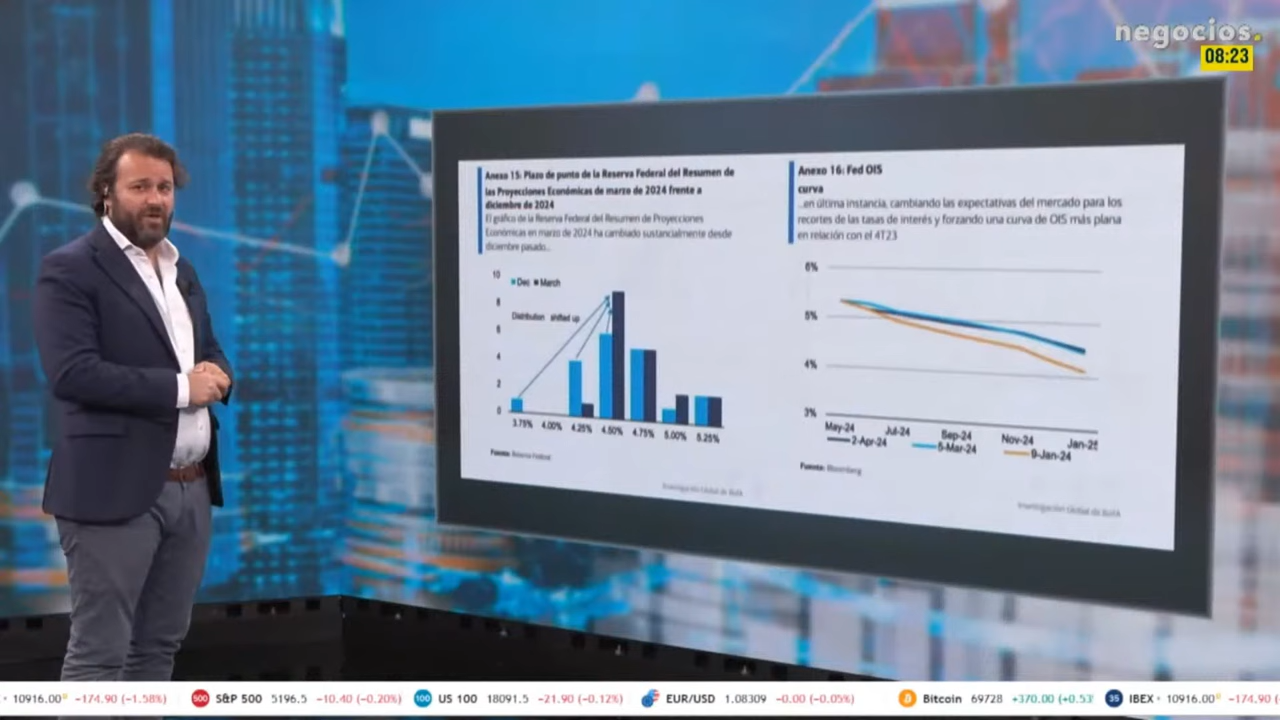 negocios.
08:23
Anexo 15: Plazo de punto de la Reserva Federal del Resumen de
las Proyecciones Económicas de marzo de 2024 frente a
diciembre de 2024
El gráfico de la Reserva Federal del Resumen de Proyecciones
Económicas en marzo de 2024 ha cambiado sustancialmente desde
diciembre pasado...
10
Dec March
8
Distribution shifted up
6
4
2
0
3.75% 4.00% 4.25% 4.50% 4.75% 5.00% 5.25%
Fuente: Reserva Federal
Investigación Global de BofA
Anexo 16: Fed OIS
curva
...en última instancia, cambiando las expectativas del mercado para los
recortes de las tasas de interés y forzando una curva de OIS más plana
en relación con el 4T23
6%
5%
4%
3%
May-24 Jul-24 Sep-24 Nov-24 Jan-25
2-Apr-24 5-Mar-24 9-Jan-24
Fuente: Bloomberg
Investigación Global de BofA
10916.00 -174.90 (-1.58%) 500 S&P 500 5196.5 -10.40 (-0.20%) 100 US 100 18091.5 -21.90 (-0.12%) EUR/USD 1.08309 -0.00 (-0.05%) Bitcoin 69728 +370.00 (+0.53 35 IBEX 10916.00 -174.90 (